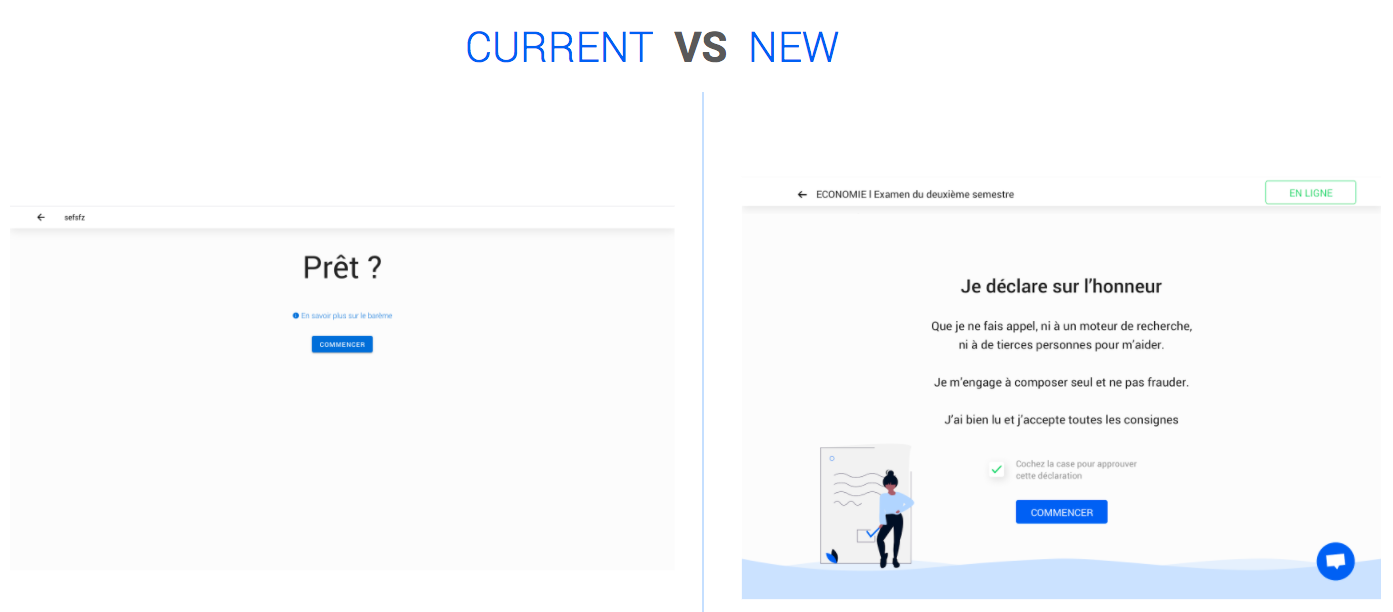 CURRENT VS NEW
sefsfz
Prêt ?
En savoir plus sur le barème
COMMENCER
ECONOMIE I Examen du deuxième semestre
EN LIGNE
Je déclare sur l'honneur
Que je ne fais appel, ni à un moteur de recherche,
ni à de tierces personnes pour m'aider.
Je m'engage à composer seul et ne pas frauder.
J'ai bien lu et j'accepte toutes les consignes
Cochez la case pour approuver
cette déclaration
COMMENCER